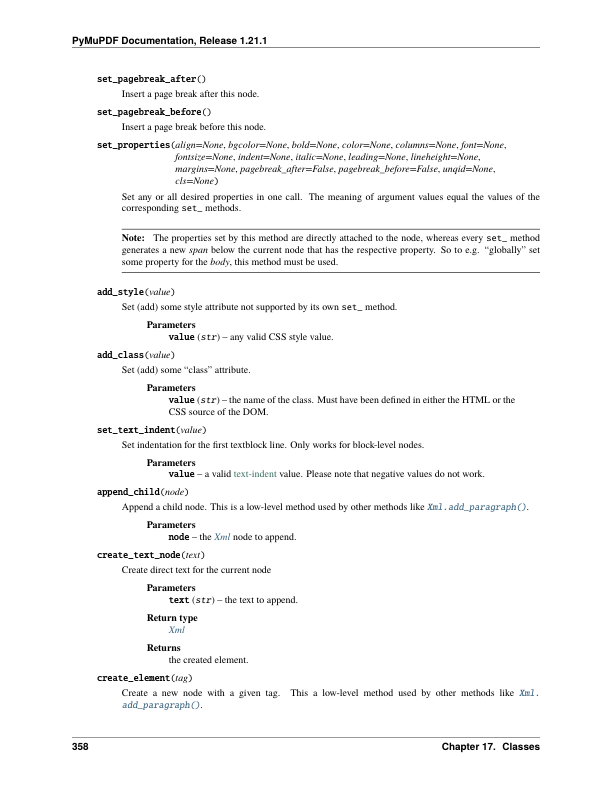 PyMuPDF Documentation, Release 1.21.1
set_pagebreak_after()
Insert a page break after this node.
set_pagebreak_before()
Insert a page break before this node.
set_properties(align=None, bgcolor=None, bold=None, color=None, columns=None, font=None,
fontsize=None, indent=None, italic=None, leading=None, lineheight=None,
margins=None, pagebreak_after=False, pagebreak_before=False, unqid=None,
cls=None)
Set any or all desired properties in one call. The meaning of argument values equal the values of the
corresponding set_ methods.
Note: The properties set by this method are directly attached to the node, whereas every set_ method
generates a new span below the current node that has the respective property. So to e.g. “globally” set
some property for the body, this method must be used.
add_style(value)
Set (add) some style attribute not supported by its own set_ method.
Parameters
value (str) – any valid CSS style value.
add_class(value)
Set (add) some “class” attribute.
Parameters
value (str) – the name of the class. Must have been defined in either the HTML or the
CSS source of the DOM.
set_text_indent(value)
Set indentation for the first textblock line. Only works for block-level nodes.
Parameters
value – a valid text-indent value. Please note that negative values do not work.
append_child(node)
Append a child node. This is a low-level method used by other methods like Xml.add_paragraph().
Parameters
node – the Xml node to append.
create_text_node(text)
Create direct text for the current node
Parameters
text (str) – the text to append.
Return type
Xml
Returns
the created element.
create_element(tag)
Create a new node with a given tag. This a low-level method used by other methods like Xml.
add_paragraph().
358 Chapter 17. Classes